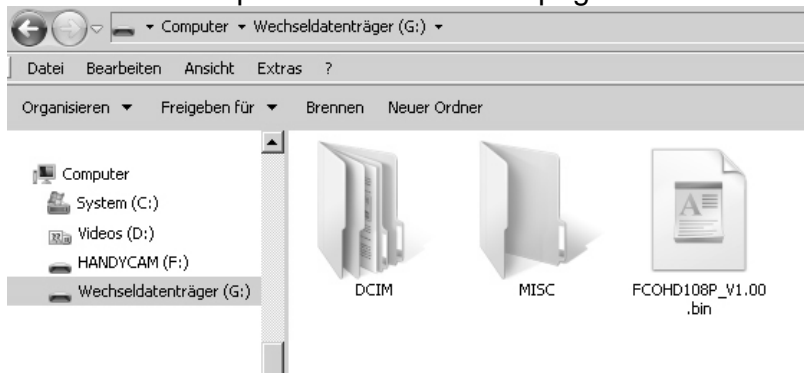 Computer Wechseldatenträger (G:)
Datei Bearbeiten Ansicht Extras ?
Organisieren Freigeben für Brennen Neuer Ordner
Computer
System (C:)
Videos (D:)
HANDYCAM (F:)
Wechseldatenträger (G:)
DCIM
MISC
FCOHD108P_V1.00
.bin